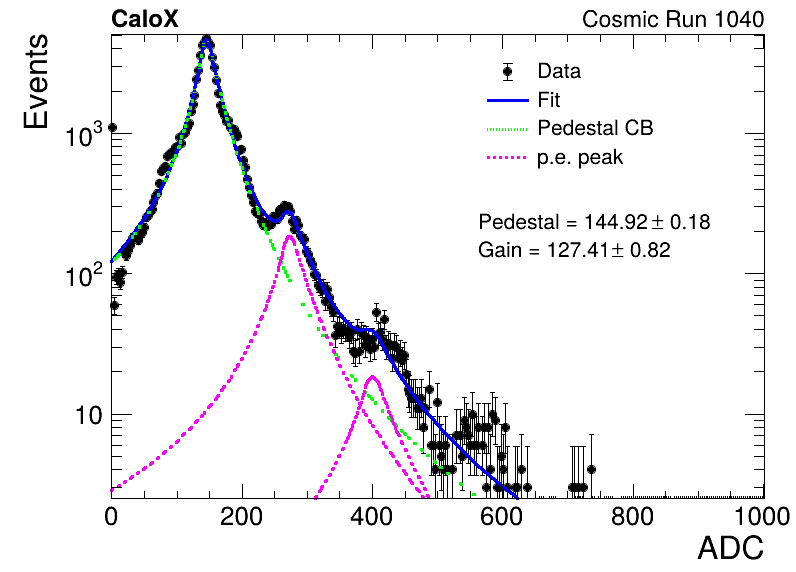 CaloX Cosmic Run 1040
Events
Data
Fit
Pedestal CB
p.e. peak
Pedestal = 144.92 ± 0.18
Gain = 127.41 ± 0.82
10³
10²
10
0 200 400 600 800 1000
ADC